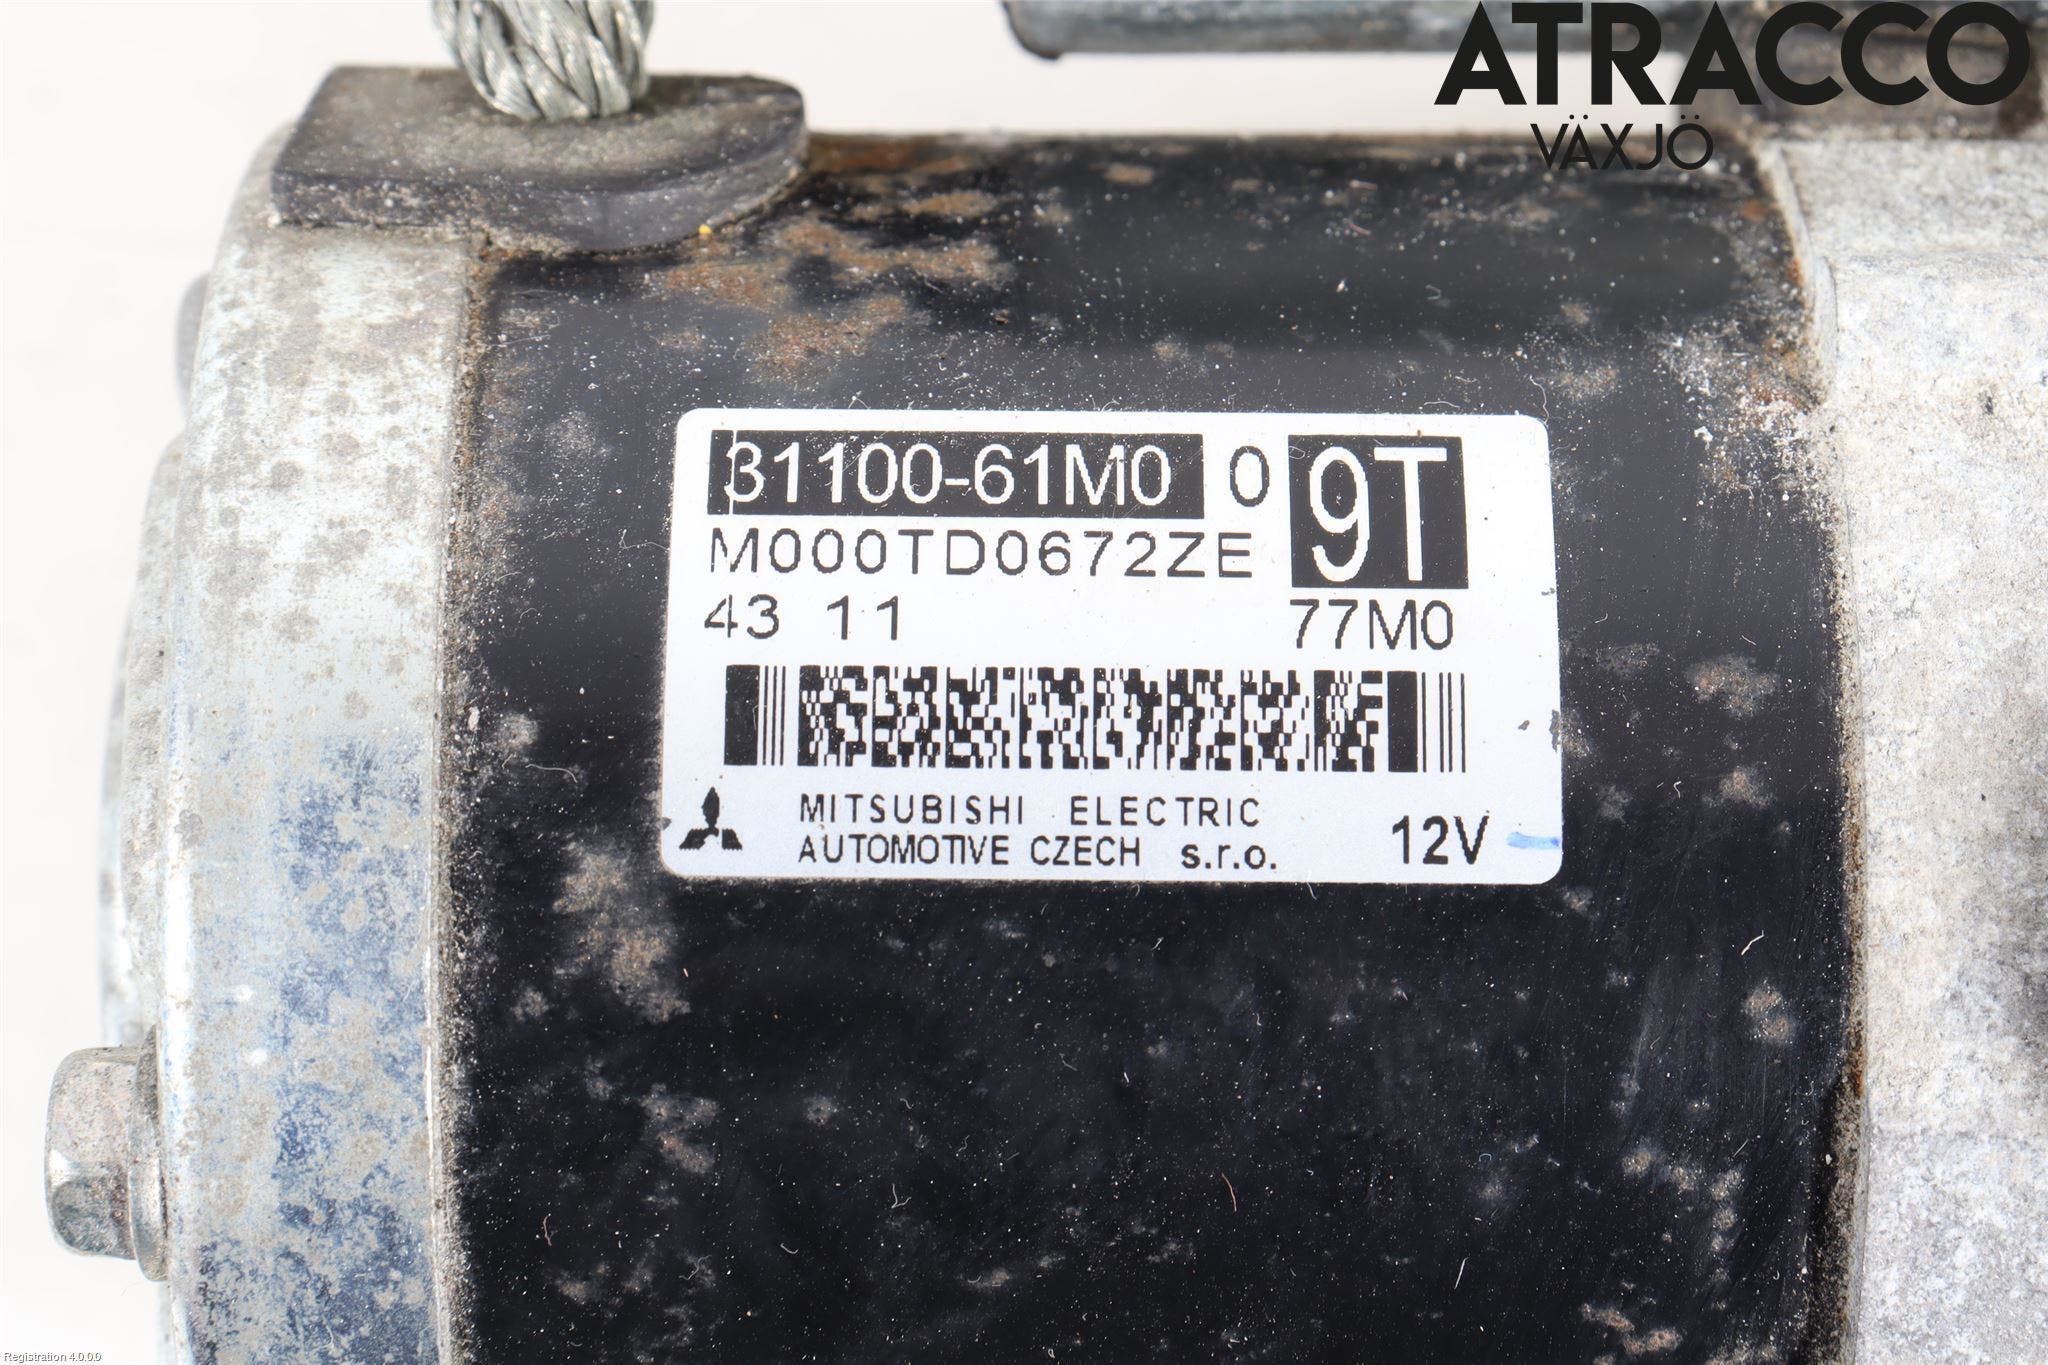 ATRACCO
VÄXJÖ
31100-61M0 0 9T
M000TD0672ZE
43 11 77M0
MITSUBISHI ELECTRIC
AUTOMOTIVE CZECH s.r.o. 12V
Registration 4.0.0.0